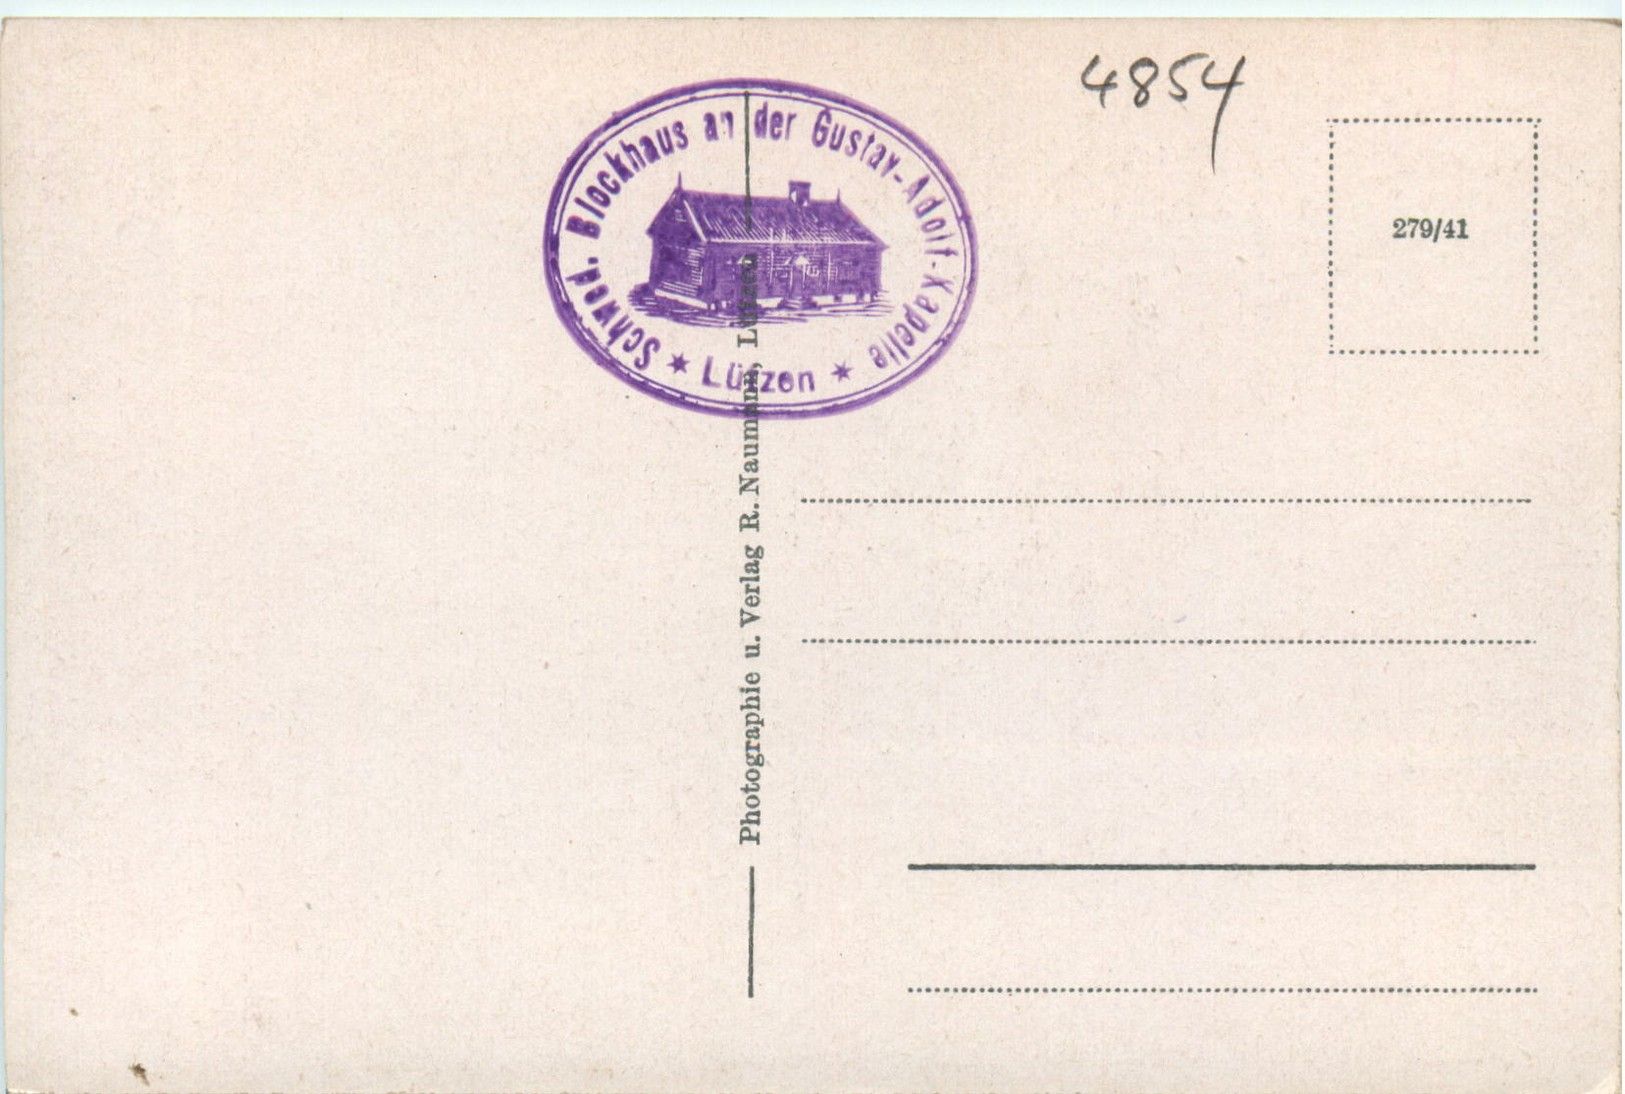 4854
Schwed. Blockhaus an der Gustav-Adolf-Kapelle
★ Lützen ★
279/41
Photographie u. Verlag R. Naumann, Lützen